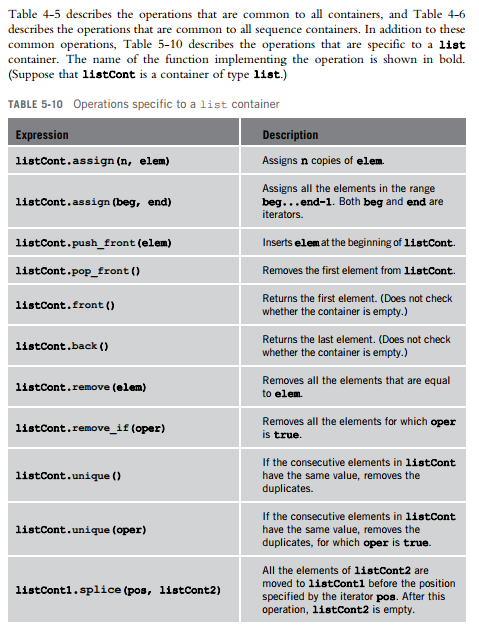 Table 4-5 describes the operations that are common to all containers, and Table 4-6
describes the operations that are common to all sequence containers. In addition to these
common operations, Table 5-10 describes the operations that are specific to a list
container. The name of the function implementing the operation is shown in bold.
(Suppose that listCont is a container of type list.)
TABLE 5-10 Operations specific to a list container
Expression Description
listCont.assign(n, elem) Assigns n copies of elem.
listCont.assign(beg, end) Assigns all the elements in the range
beg...end-1. Both beg and end are
iterators.
listCont.push_front(elem) Inserts elem at the beginning of listCont.
listCont.pop_front() Removes the first element from listCont.
listCont.front() Returns the first element. (Does not check
whether the container is empty.)
listCont.back() Returns the last element. (Does not check
whether the container is empty.)
listCont.remove(elem) Removes all the elements that are equal
to elem.
listCont.remove_if(oper) Removes all the elements for which oper
is true.
listCont.unique() If the consecutive elements in listCont
have the same value, removes the
duplicates.
listCont.unique(oper) If the consecutive elements in listCont
have the same value, removes the
duplicates, for which oper is true.
listCont1.splice(pos, listCont2) All the elements of listCont2 are
moved to listCont1 before the position
specified by the iterator pos. After this
operation, listCont2 is empty.